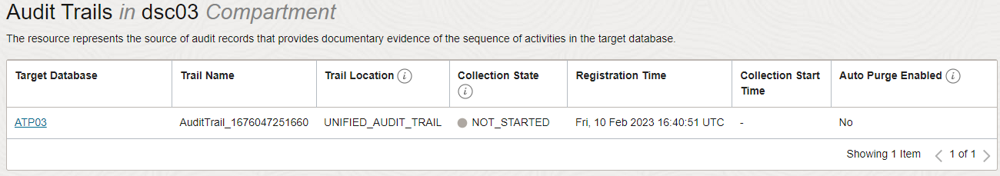 Audit Trails in dsc03 Compartment
The resource represents the source of audit records that provides documentary evidence of the sequence of activities in the target database.
Target Database Trail Name Trail Location i Collection State i Registration Time Collection Start Time Auto Purge Enabled i
ATP03 AuditTrail_1676047251660 UNIFIED_AUDIT_TRAIL NOT_STARTED Fri, 10 Feb 2023 16:40:51 UTC - No
Showing 1 Item 1 of 1